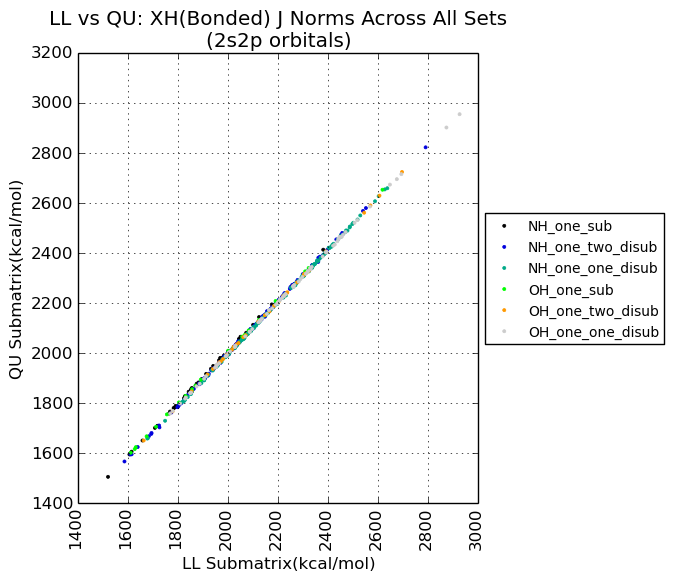 LL vs QU: XH(Bonded) J Norms Across All Sets
(2s2p orbitals)
3200
3000
2800
2600
2400
2200
2000
1800
1600
1400
QU Submatrix(kcal/mol)
1400
1600
1800
2000
2200
2400
2600
2800
3000
LL Submatrix(kcal/mol)
NH_one_sub
NH_one_two_disub
NH_one_one_disub
OH_one_sub
OH_one_two_disub
OH_one_one_disub